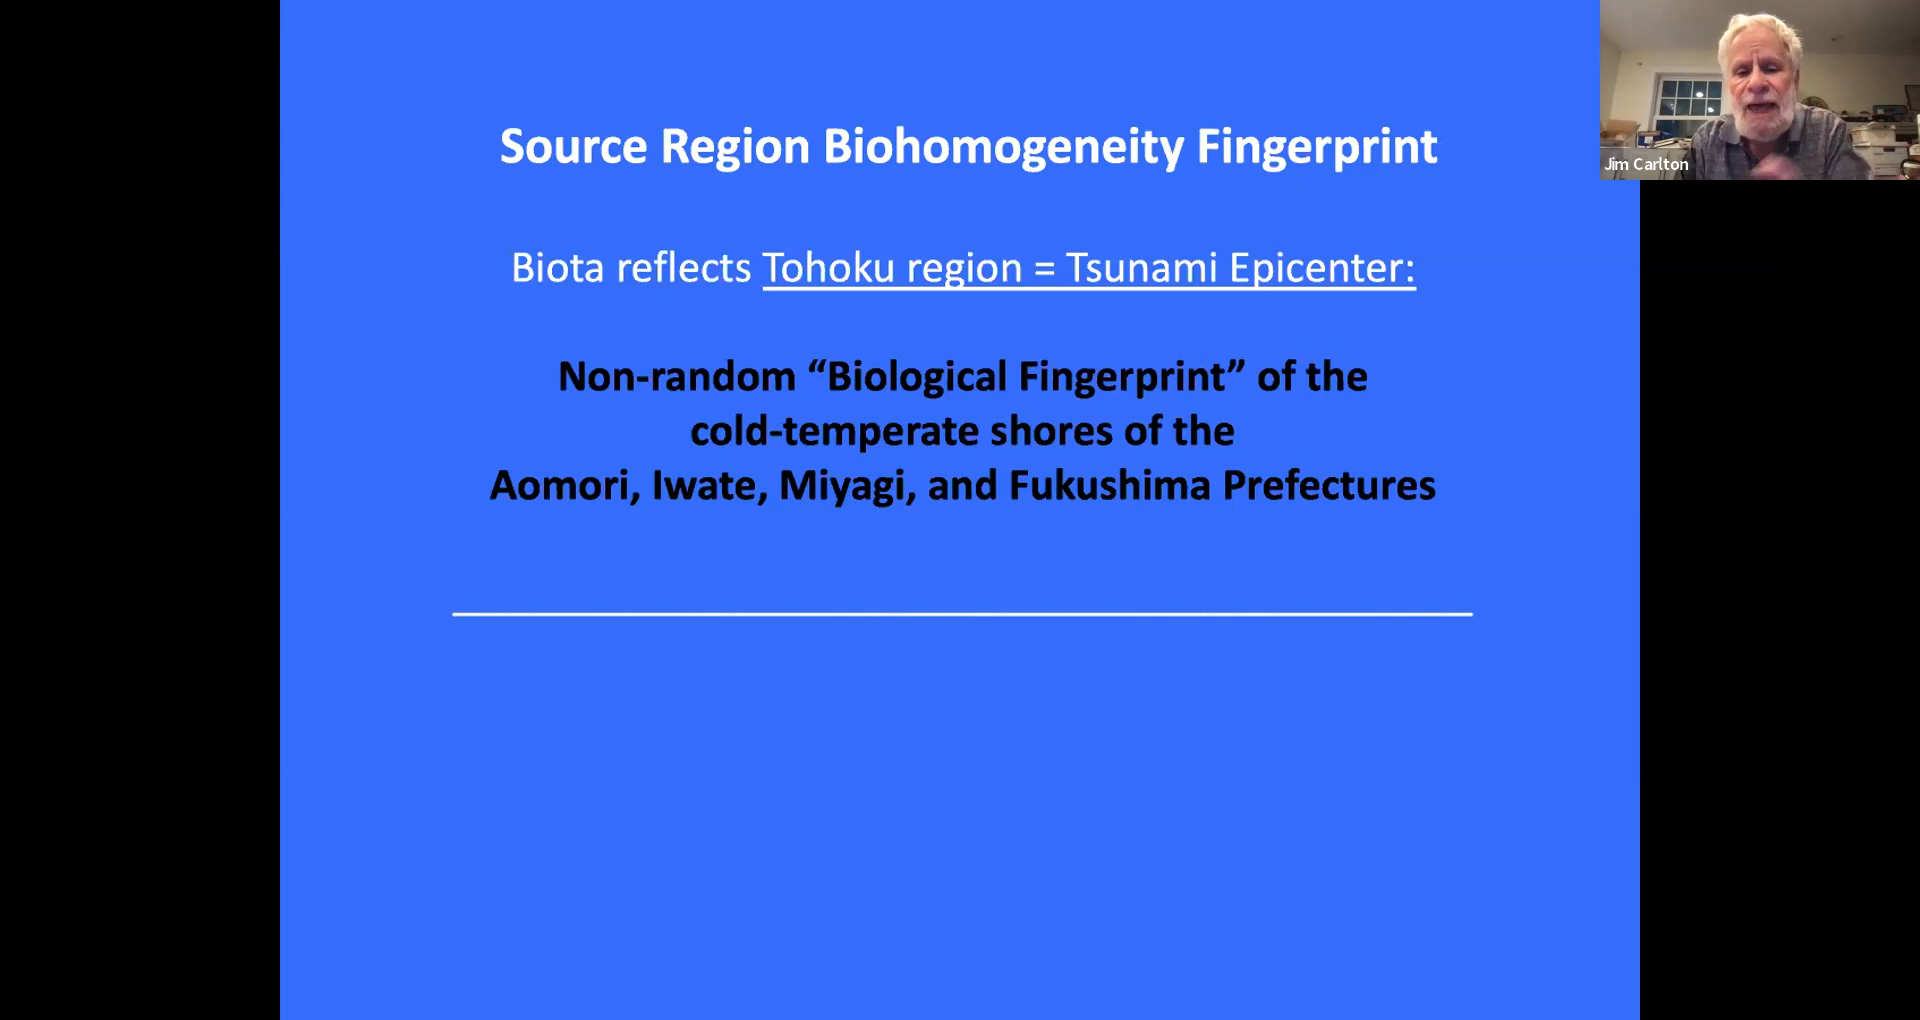 Source Region Biohomogeneity Fingerprint
Biota reflects Tohoku region = Tsunami Epicenter:
Non-random “Biological Fingerprint” of the
cold-temperate shores of the
Aomori, Iwate, Miyagi, and Fukushima Prefectures
Jim Carlton